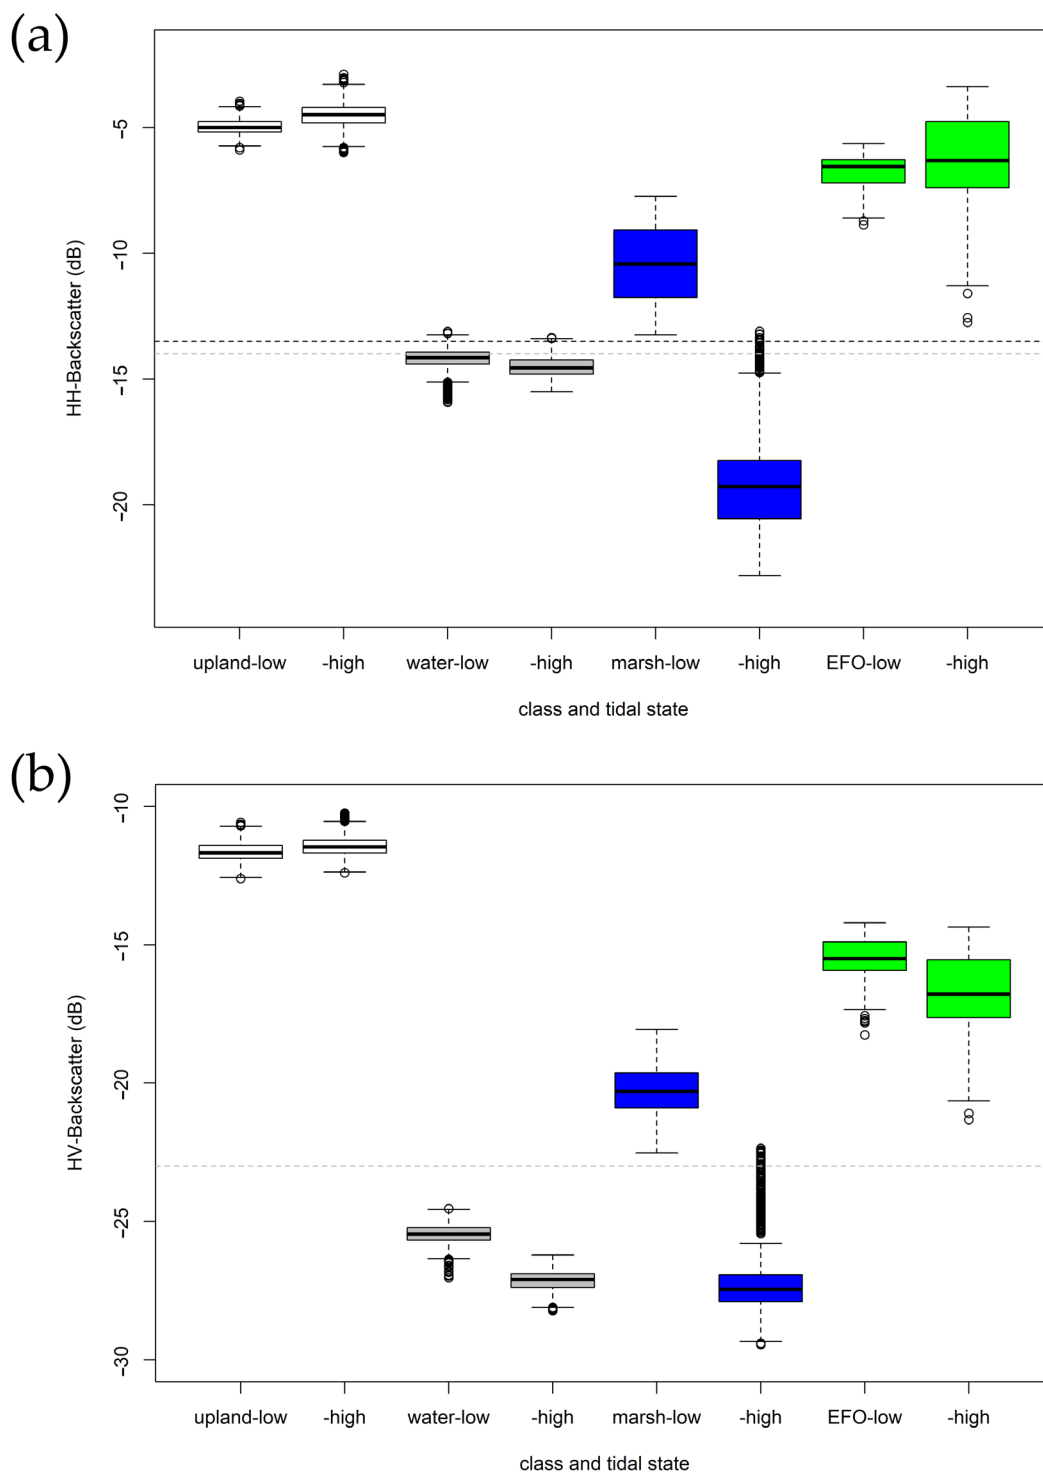 (a)
HH-Backscatter (dB)
-5
-10
-15
-20
upland-low -high water-low -high marsh-low -high EFO-low -high
class and tidal state
(b)
HV-Backscatter (dB)
-10
-15
-20
-25
-30
upland-low -high water-low -high marsh-low -high EFO-low -high
class and tidal state